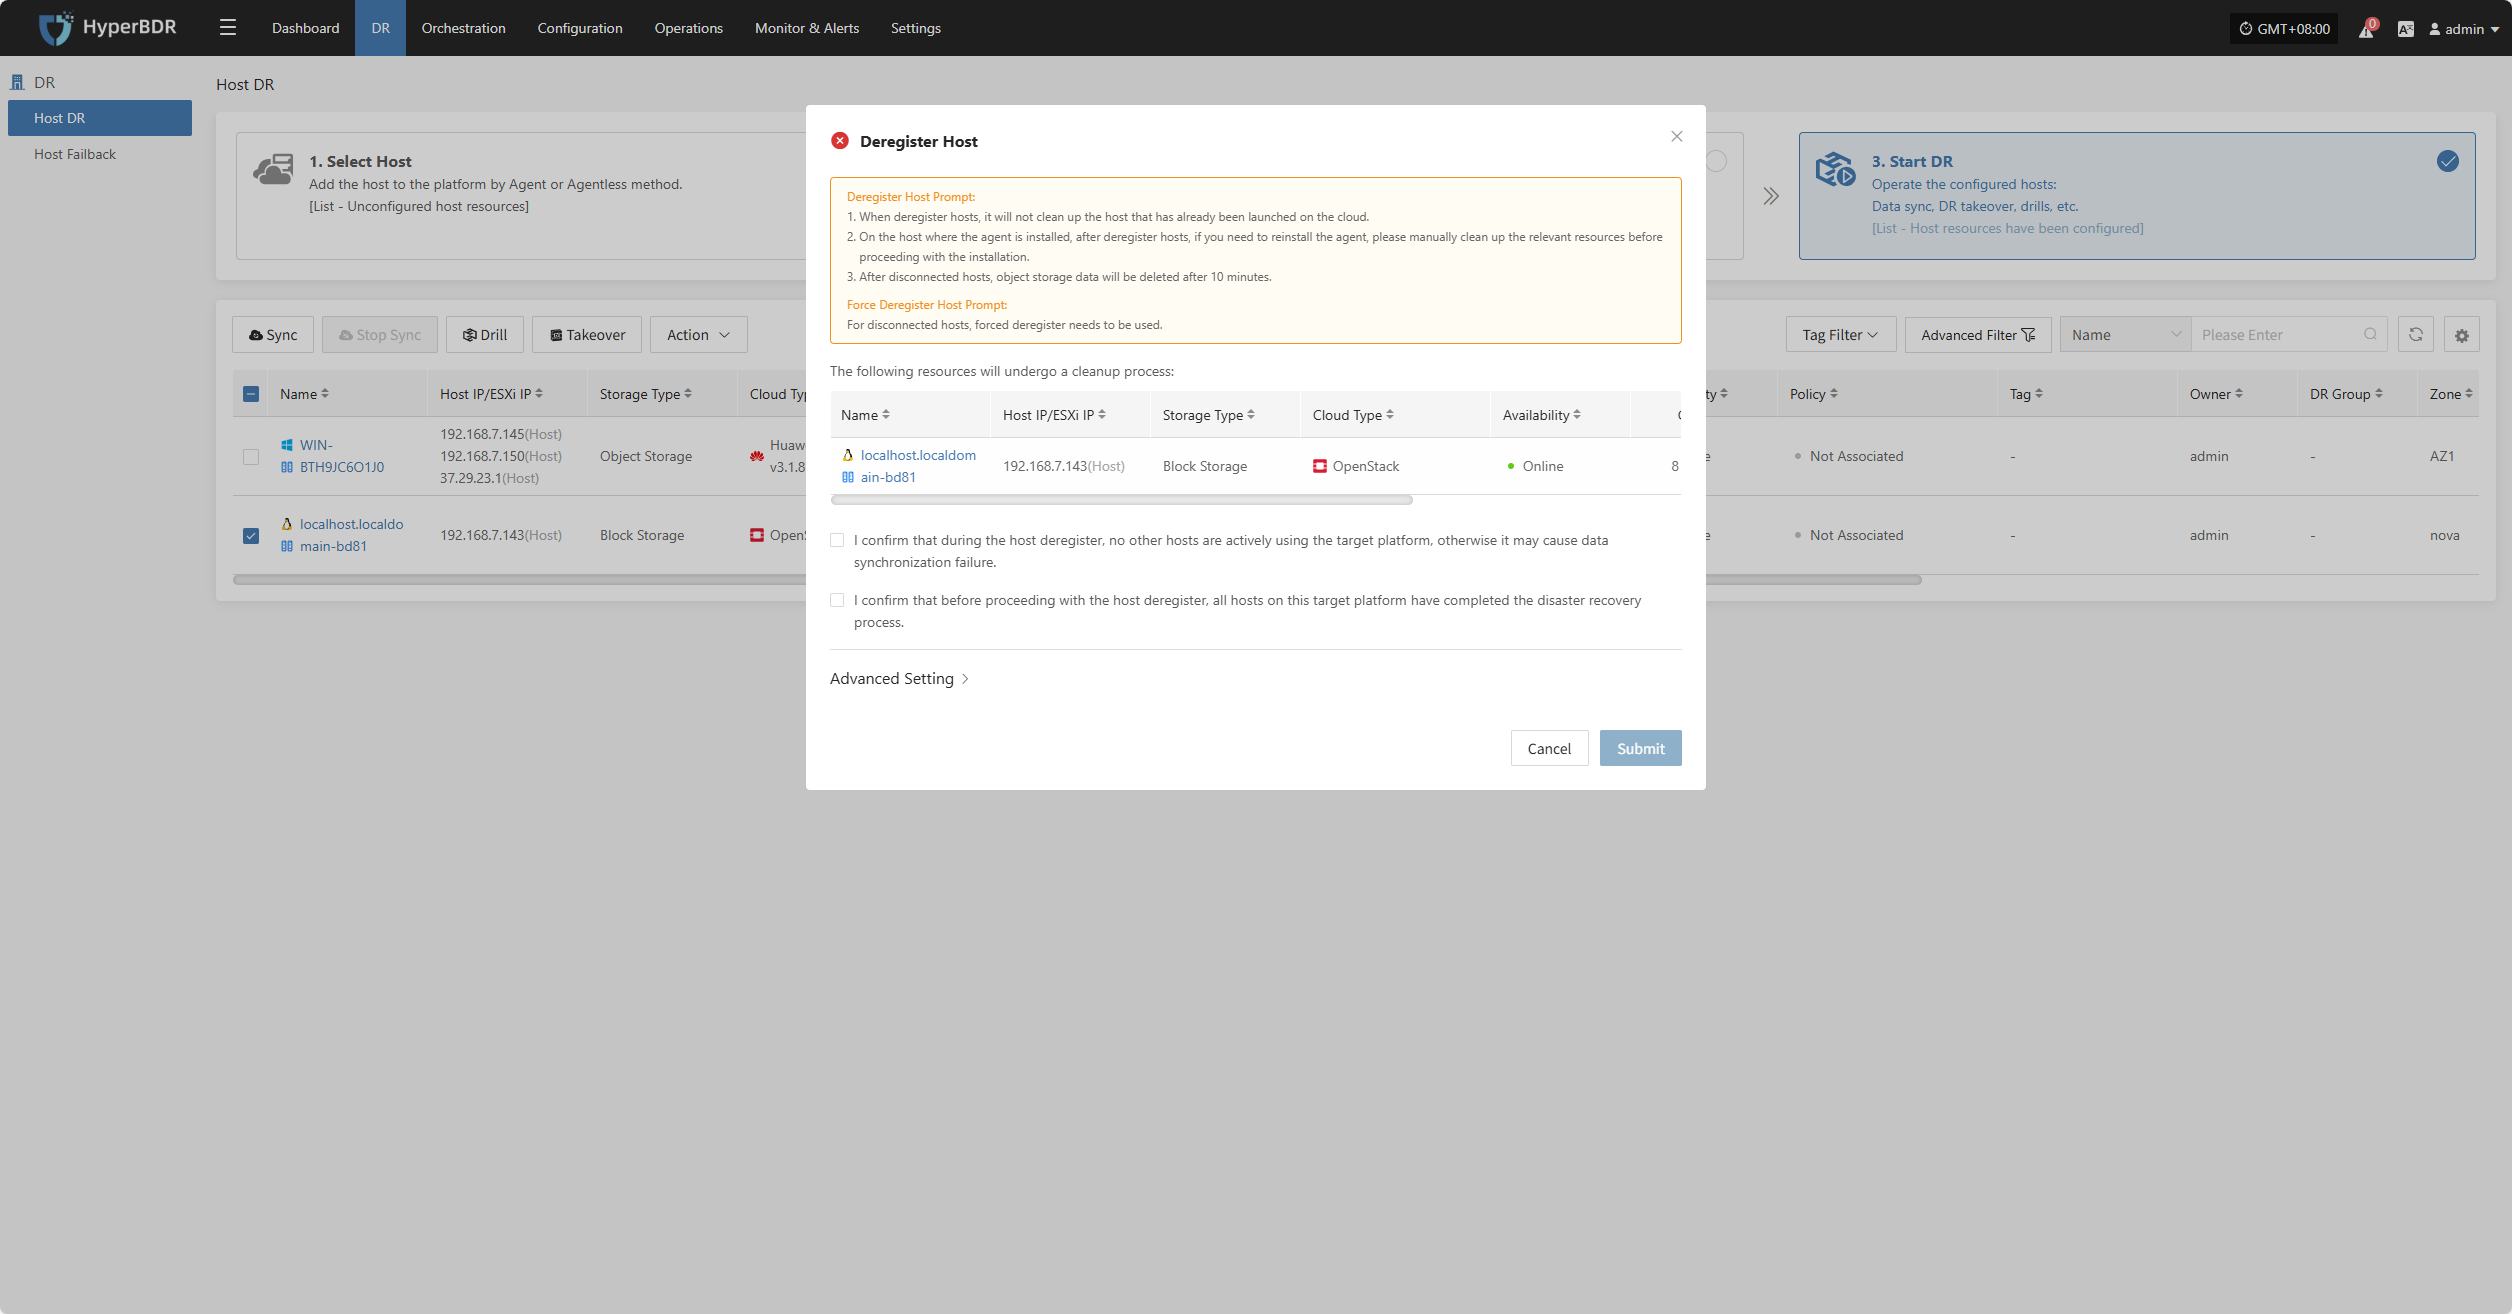 HyperBDR
Dashboard
DR
Orchestration
Configuration
Operations
Monitor & Alerts
Settings
GMT+08:00
0
admin
DR
Host DR
Host Failback
Host DR
1. Select Host
Add the host to the platform by Agent or Agentless method.
[List - Unconfigured host resources]
3. Start DR
Operate the configured hosts:
Data sync, DR takeover, drills, etc.
[List - Host resources have been configured]
Sync
Stop Sync
Drill
Takeover
Action
Tag Filter
Advanced Filter
Name
Please Enter
Name
Host IP/ESXi IP
Storage Type
Cloud Typ
ty
Policy
Tag
Owner
DR Group
Zone
WIN-
BTH9JC6O1J0
192.168.7.145(Host)
192.168.7.150(Host)
37.29.23.1(Host)
Object Storage
Huaw
v3.1.8
Not Associated
-
admin
-
AZ1
localhost.localdo
main-bd81
192.168.7.143(Host)
Block Storage
Open
Not Associated
-
admin
-
nova
Deregister Host
Deregister Host Prompt:
1. When deregister hosts, it will not clean up the host that has already been launched on the cloud.
2. On the host where the agent is installed, after deregister hosts, if you need to reinstall the agent, please manually clean up the relevant resources before
proceeding with the installation.
3. After disconnected hosts, object storage data will be deleted after 10 minutes.
Force Deregister Host Prompt:
For disconnected hosts, forced deregister needs to be used.
The following resources will undergo a cleanup process:
Name
Host IP/ESXi IP
Storage Type
Cloud Type
Availability
localhost.localdom
ain-bd81
192.168.7.143(Host)
Block Storage
OpenStack
Online
8
I confirm that during the host deregister, no other hosts are actively using the target platform, otherwise it may cause data
synchronization failure.
I confirm that before proceeding with the host deregister, all hosts on this target platform have completed the disaster recovery
process.
Advanced Setting
Cancel
Submit